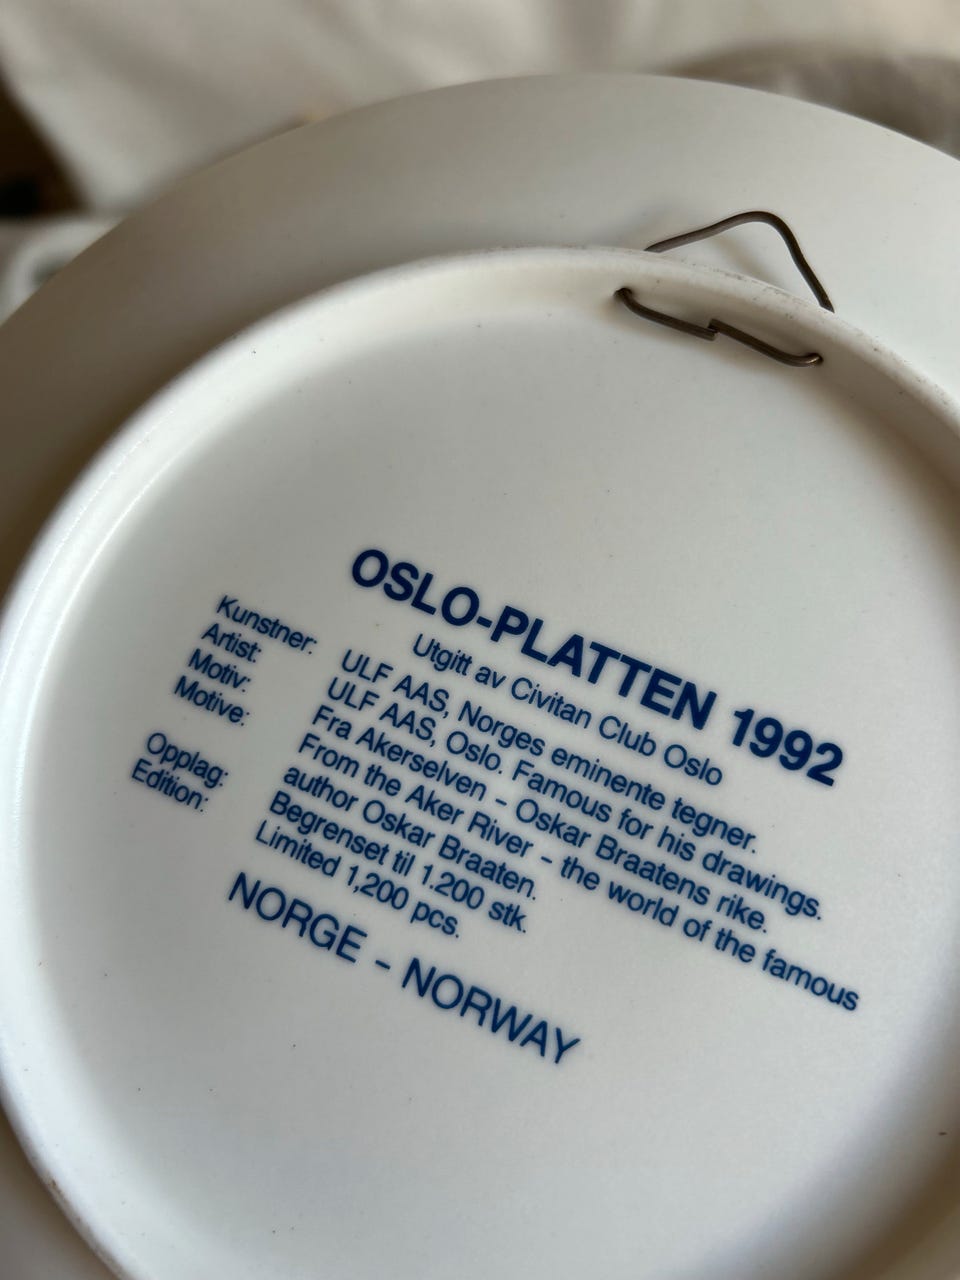 OSLO-PLATTEN 1992
Utgitt av Civitan Club Oslo
Kunstner: ULF AAS, Norges eminente tegner.
Artist: ULF AAS, Oslo. Famous for his drawings.
Motiv: Fra Akerselven - Oskar Braatens rike.
Motive: From the Aker River - the world of the famous
author Oskar Braaten.
Opplag: Begrenset til 1.200 stk.
Edition: Limited 1,200 pcs.
NORGE - NORWAY